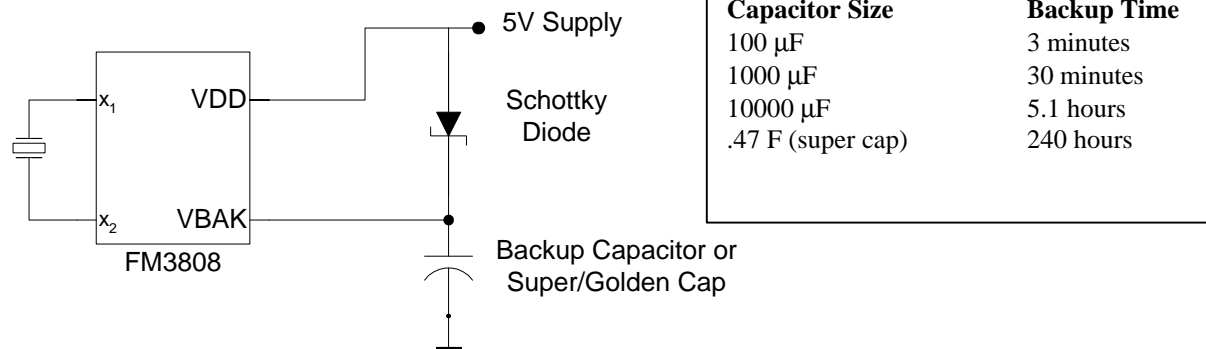 5V Supply
x1
VDD
Schottky
Diode
x2
VBAK
FM3808
Backup Capacitor or
Super/Golden Cap
Capacitor Size Backup Time
100 µF 3 minutes
1000 µF 30 minutes
10000 µF 5.1 hours
.47 F (super cap) 240 hours